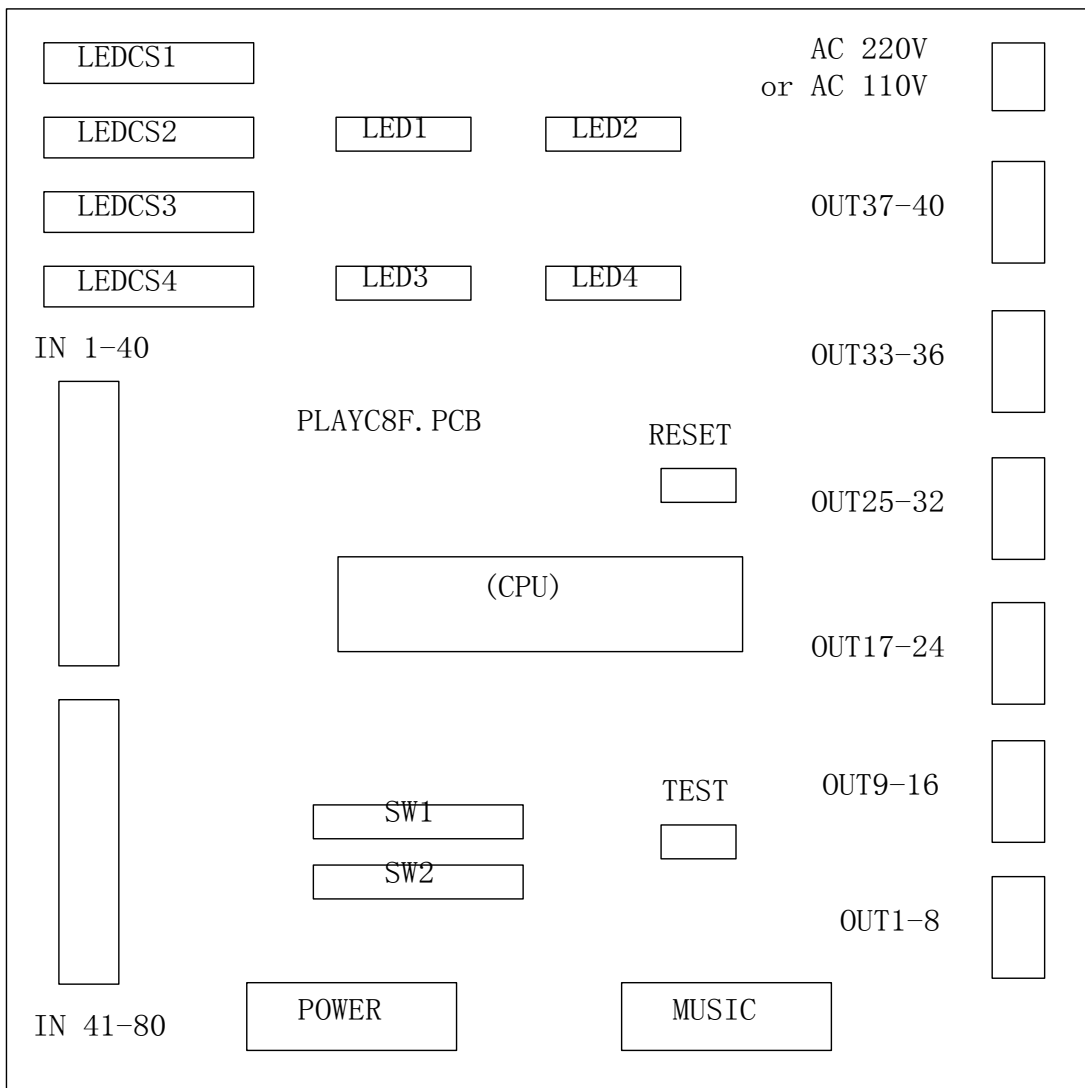 LEDCS1
AC 220V
or AC 110V
LEDCS2
LED1
LED2
LEDCS3
OUT37-40
LEDCS4
LED3
LED4
IN 1-40
OUT33-36
PLAYC8F.PCB
RESET
OUT25-32
(CPU)
OUT17-24
SW1
TEST
OUT9-16
SW2
OUT1-8
POWER
MUSIC
IN 41-80